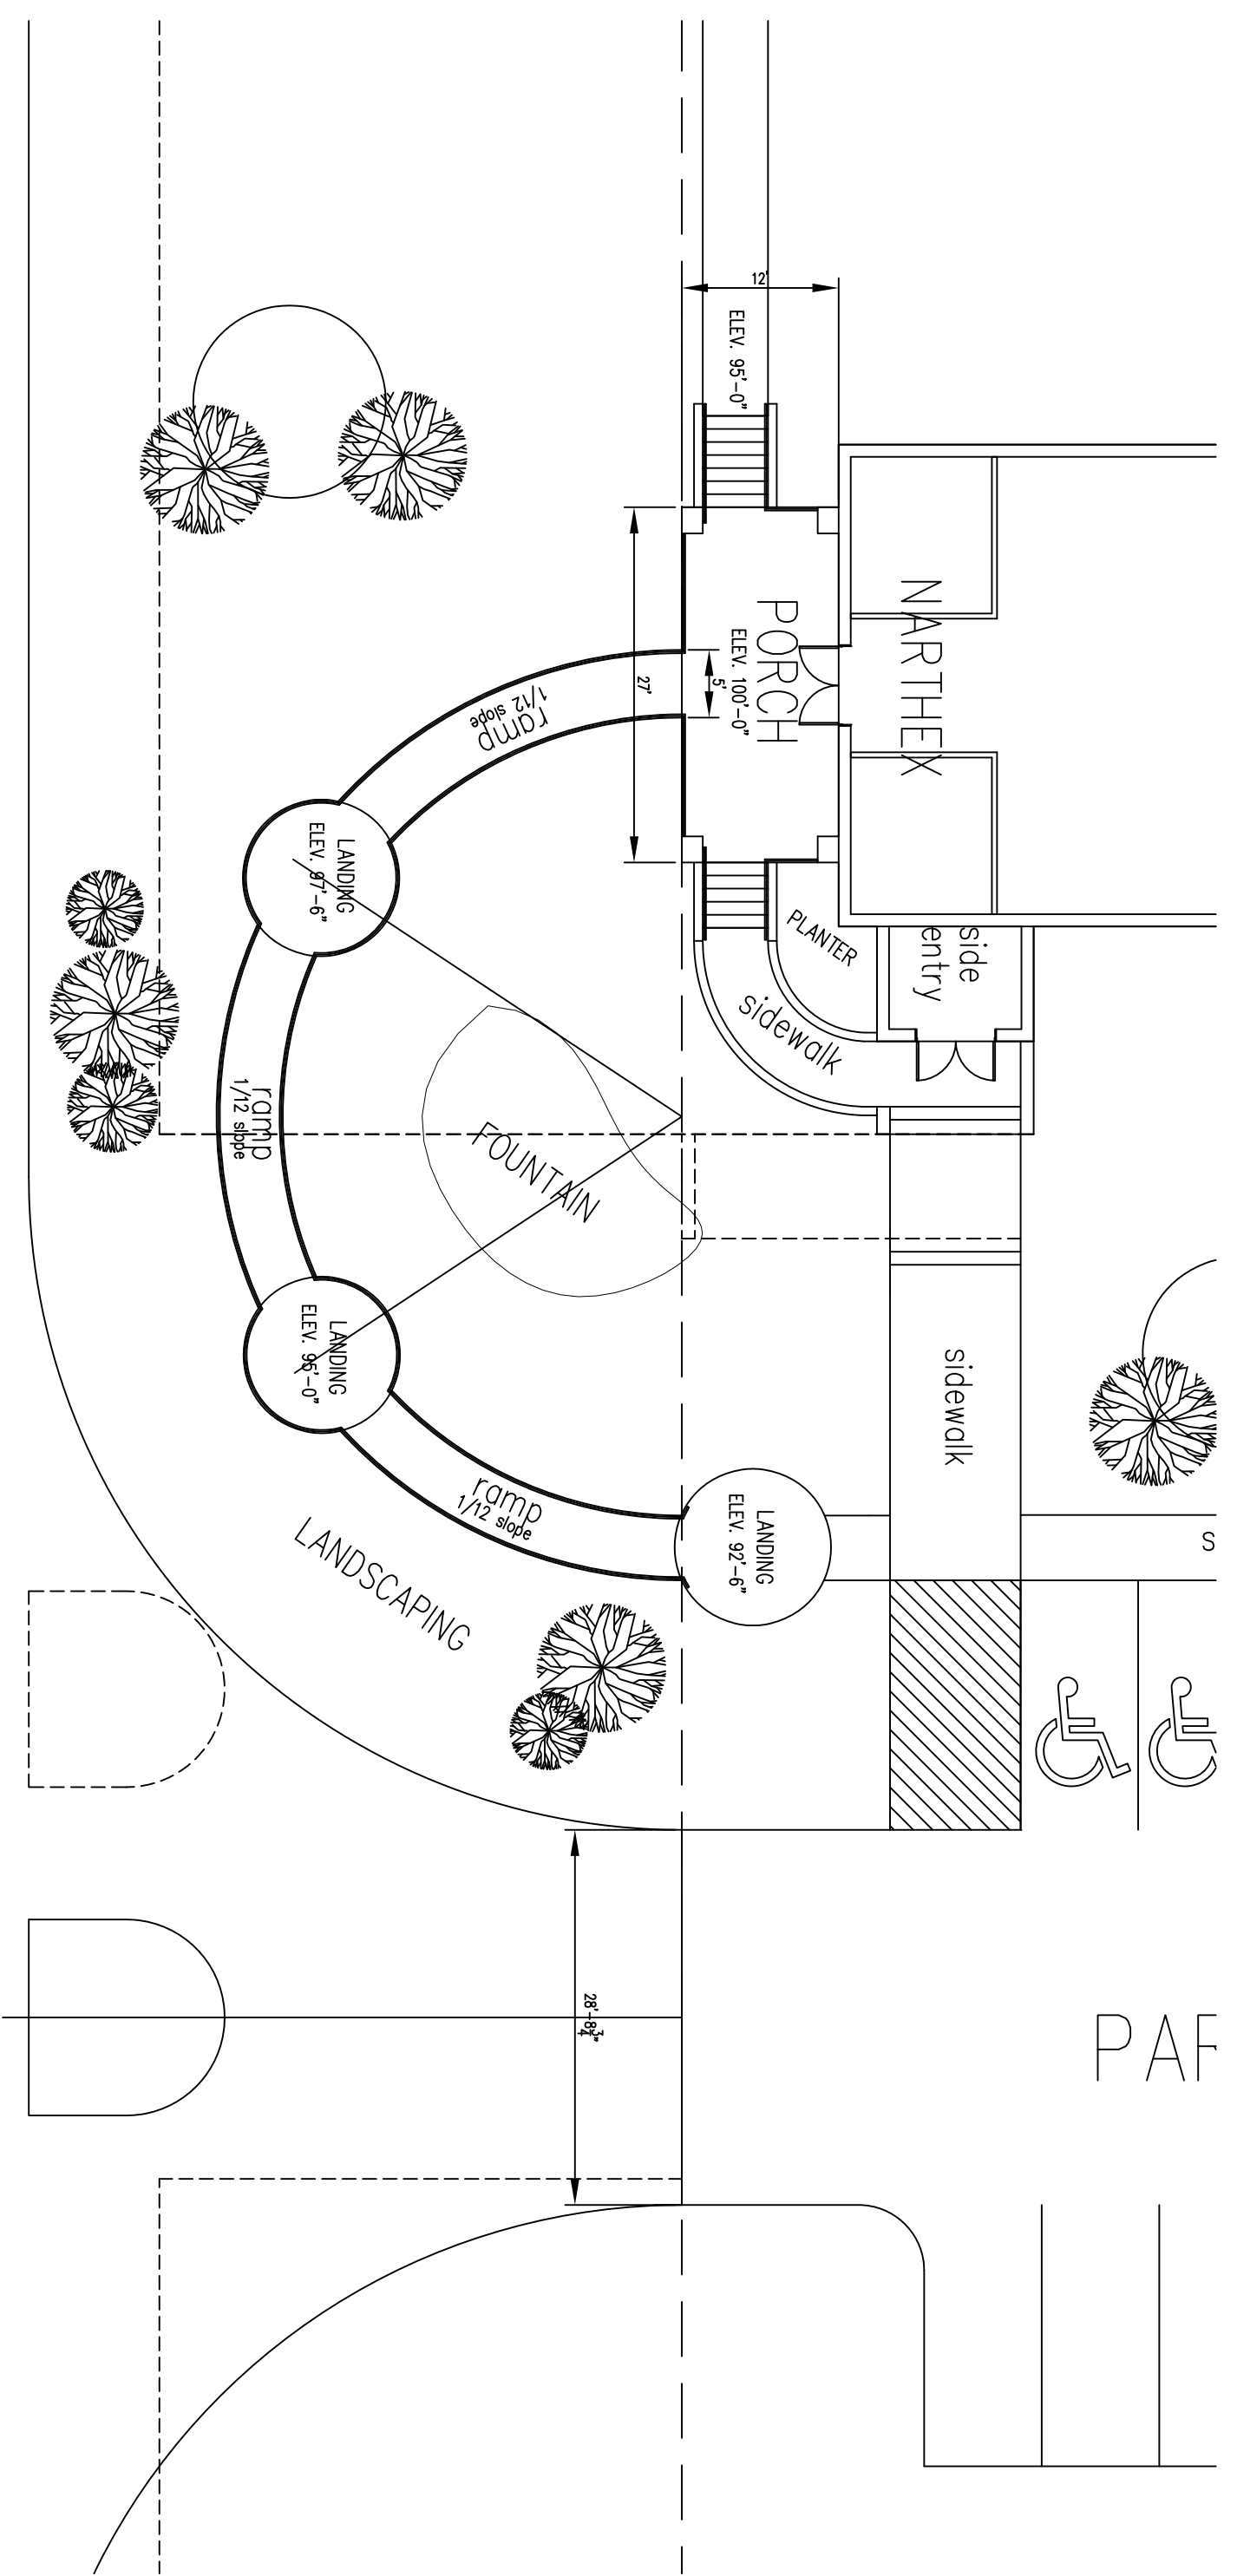 12'
ELEV. 95'-0"
NARTHEX
PORCH
ELEV. 100'-0"
5'
27'
ramp
1/12 slope
LANDING
ELEV. 97'-6"
PLANTER
side
entry
sidewalk
ramp
1/12 slope
FOUNTAIN
LANDING
ELEV. 95'-0"
sidewalk
ramp
1/12 slope
LANDING
ELEV. 92'-6"
S
LANDSCAPING
28'-8 3/4"
PAR